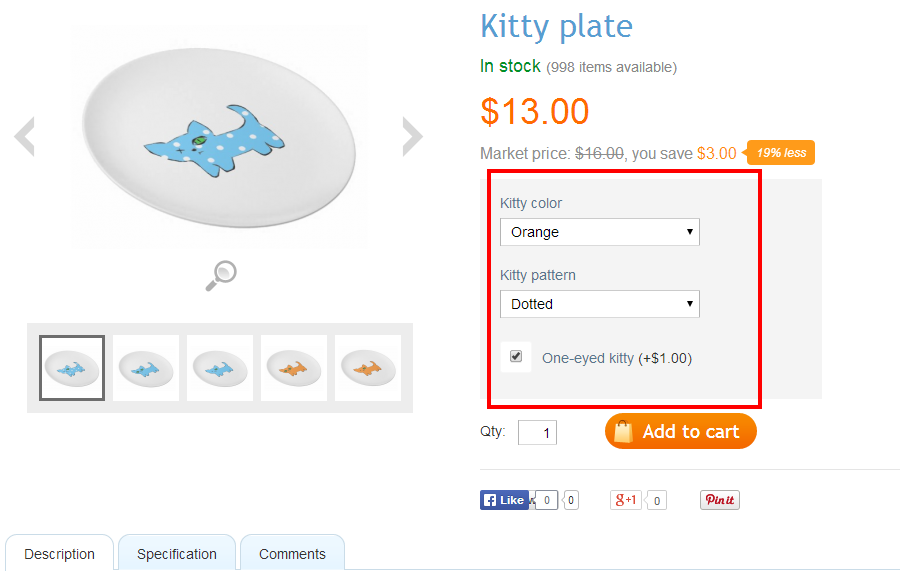 Kitty plate
In stock (998 items available)
$13.00
Market price: $16.00, you save $3.00 19% less
Kitty color
Orange
Kitty pattern
Dotted
One-eyed kitty (+$1.00)
Qty: 1 Add to cart
Like 0 0 g+1 0 Pinit
Description Specification Comments